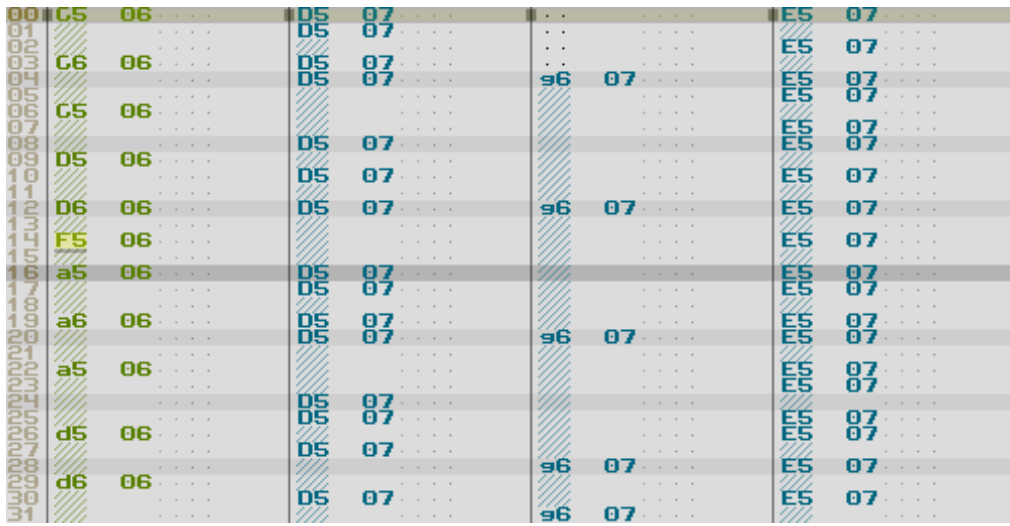 00 C5 06 D5 07 E5 07
01 D5 07
02 E5 07
03 C6 06 D5 07
04 D5 07 g6 07 E5 07
05 E5 07
06 C5 06
07 E5 07
08 D5 07 E5 07
09 D5 06
10 D5 07 E5 07
11
12 D6 06 D5 07 g6 07 E5 07
13
14 F5 06 E5 07
15
16 a5 06 D5 07 E5 07
17 D5 07 E5 07
18
19 a6 06 D5 07 E5 07
20 D5 07 g6 07 E5 07
21
22 a5 06 E5 07
23 E5 07
24 D5 07
25 D5 07 E5 07
26 d5 06 E5 07
27 D5 07
28 g6 07 E5 07
29 d6 06
30 D5 07 E5 07
31 g6 07